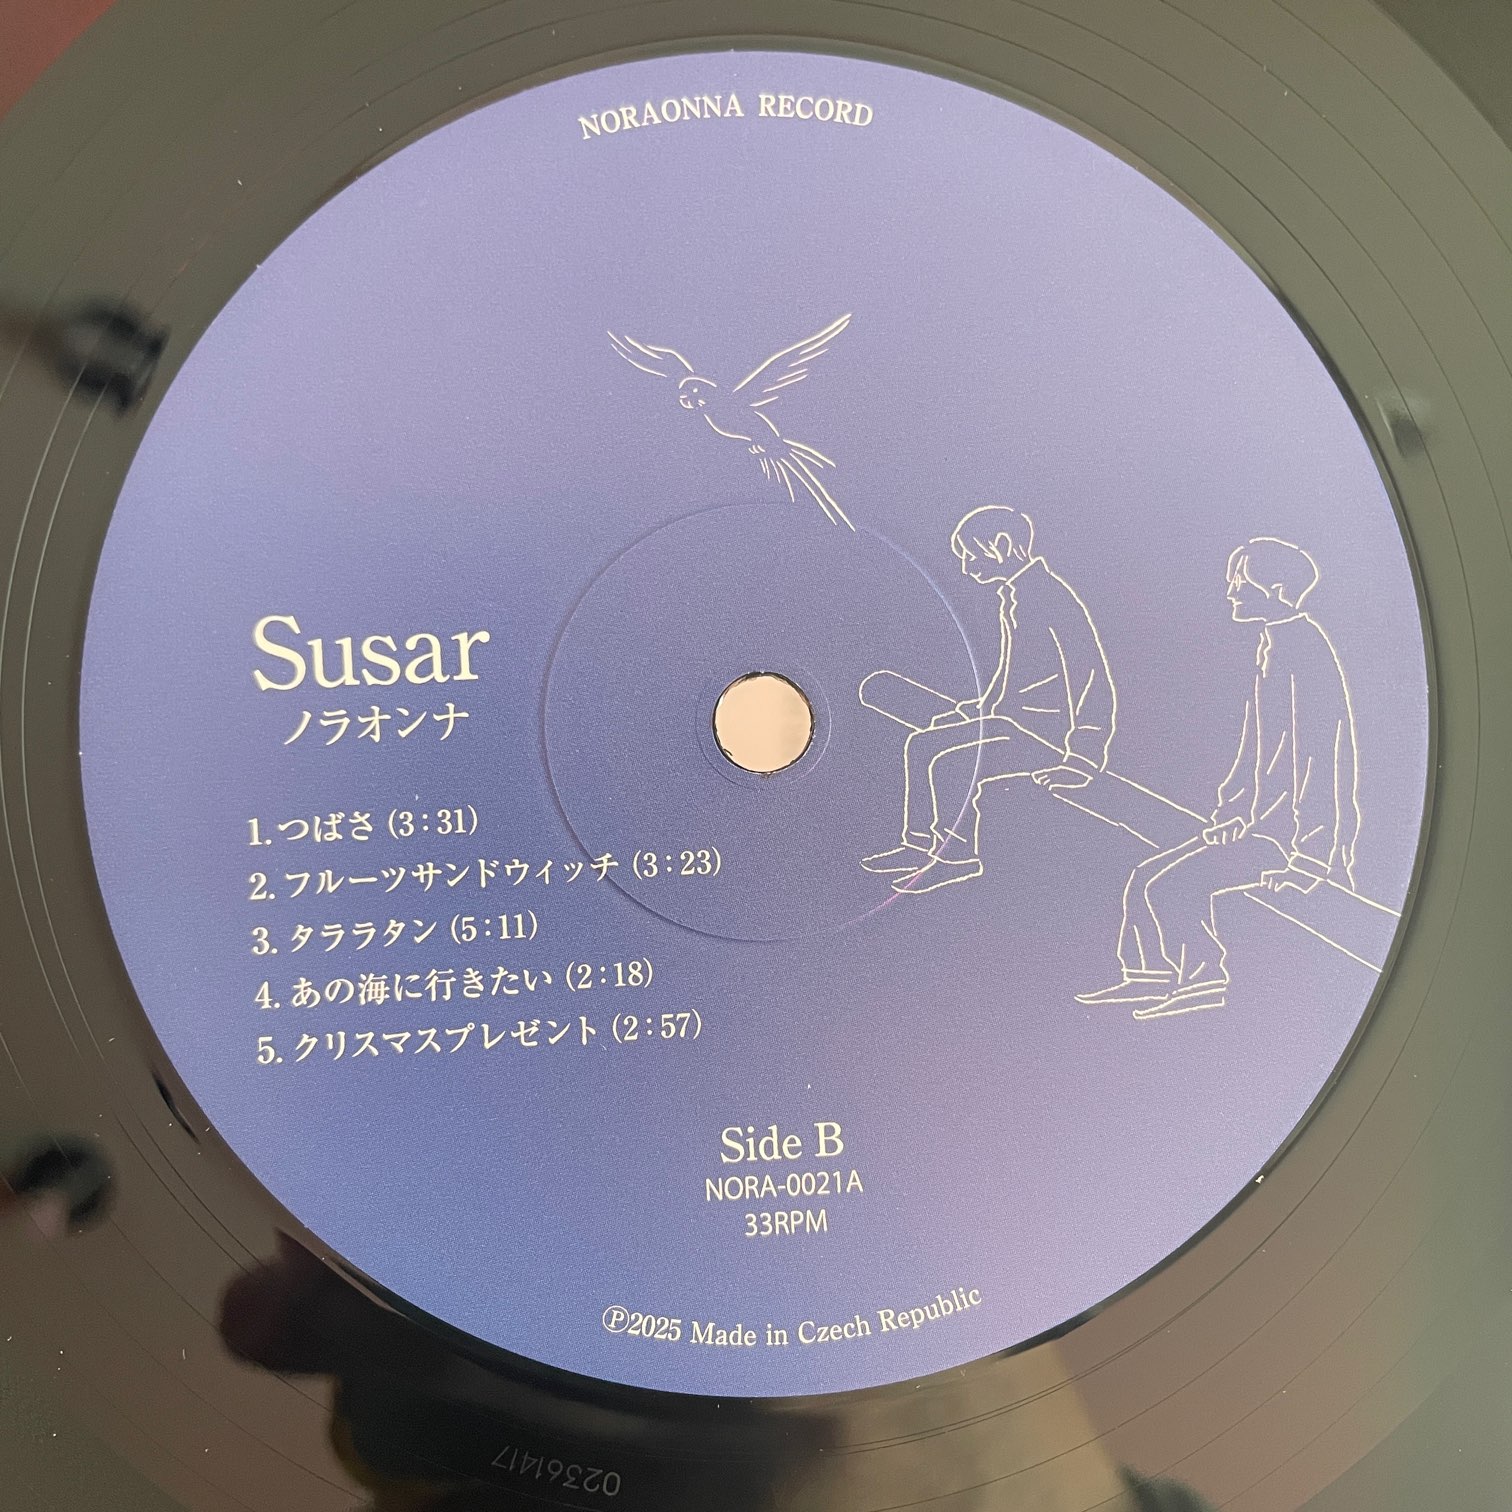 NORAONNA RECORD
Susar
ノラオンナ
1. つばさ (3:31)
2. フルーツサンドウィッチ (3:23)
3. タララタン (5:11)
4. あの海に行きたい (2:18)
5. クリスマスプレゼント (2:57)
Side B
NORA-0021A
33RPM
Ⓟ2025 Made in Czech Republic
02361417